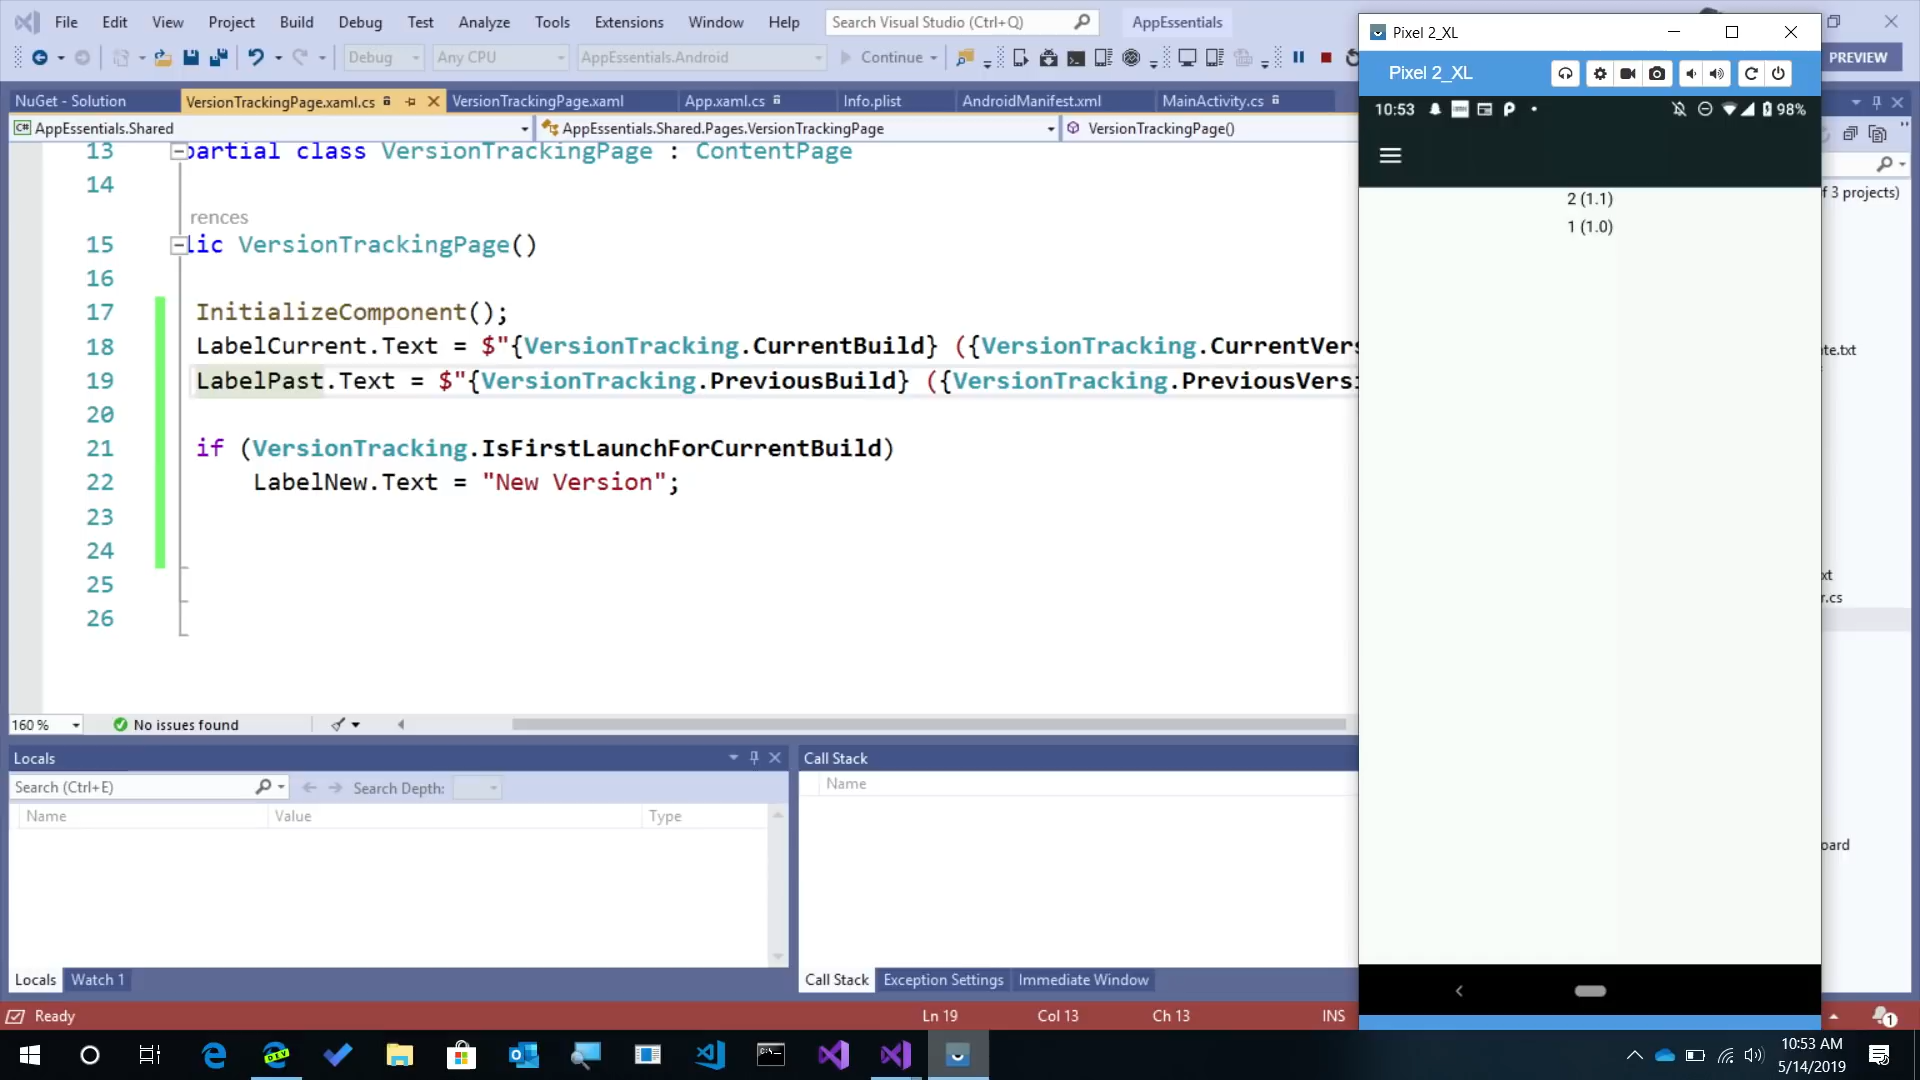 File Edit View Project Build Debug Test Analyze Tools Extensions Window Help Search Visual Studio (Ctrl+Q) AppEssentials
Debug Any CPU AppEssentials.Android Continue PREVIEW
NuGet - Solution VersionTrackingPage.xaml.cs VersionTrackingPage.xaml App.xaml.cs Info.plist AndroidManifest.xml MainActivity.cs
C# AppEssentials.Shared AppEssentials.Shared.Pages.VersionTrackingPage VersionTrackingPage()
13 partial class VersionTrackingPage : ContentPage
14
rences
15 lic VersionTrackingPage()
16
17 InitializeComponent();
18 LabelCurrent.Text = $"{VersionTracking.CurrentBuild} ({VersionTracking.CurrentVers
19 LabelPast.Text = $"{VersionTracking.PreviousBuild} ({VersionTracking.PreviousVersi
20
21 if (VersionTracking.IsFirstLaunchForCurrentBuild)
22 LabelNew.Text = "New Version";
23
24
25
26
160 % No issues found
Locals
Search (Ctrl+E) Search Depth:
Name Value Type
Locals Watch 1
Call Stack
Name
Call Stack Exception Settings Immediate Window
Ready Ln 19 Col 13 Ch 13 INS
Pixel 2_XL
Pixel 2_XL
10:53 98%
2 (1.1)
1 (1.0)
f 3 projects)
te.txt
xt
r.cs
oard
1
DEV
10:53 AM
5/14/2019